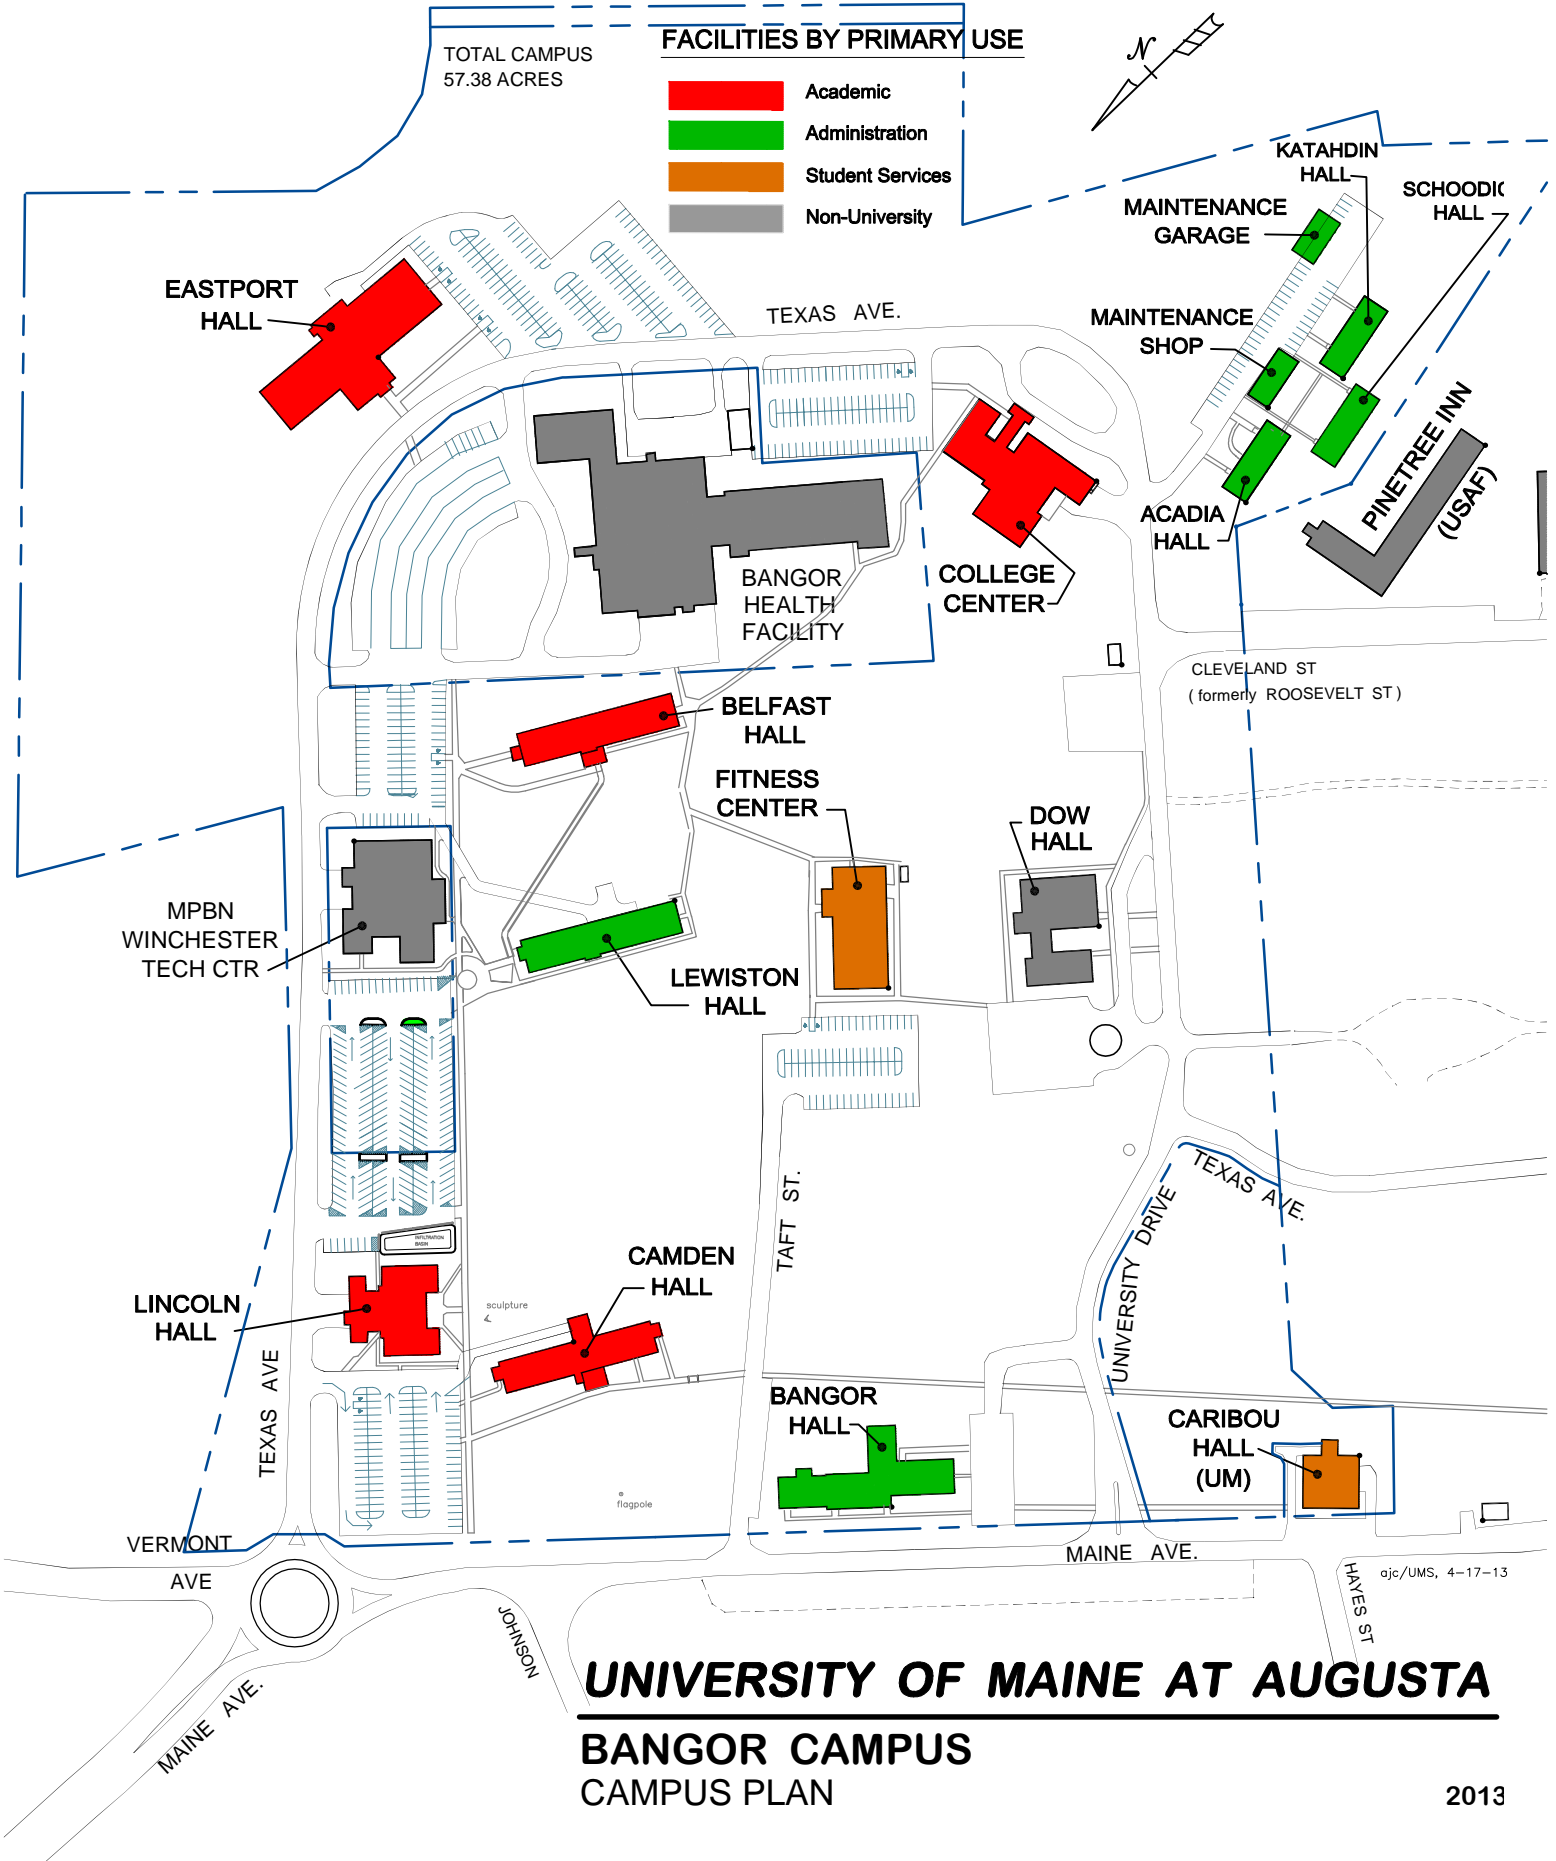 TOTAL CAMPUS
57.38 ACRES
FACILITIES BY PRIMARY USE
Academic
Administration
Student Services
Non-University
N
KATAHDIN
HALL
SCHOODIC
HALL
MAINTENANCE
GARAGE
EASTPORT
HALL
TEXAS AVE.
MAINTENANCE
SHOP
PINETREE INN
(USAF)
ACADIA
HALL
BANGOR
HEALTH
FACILITY
COLLEGE
CENTER
CLEVELAND ST
( formerly ROOSEVELT ST )
BELFAST
HALL
FITNESS
CENTER
DOW
HALL
MPBN
WINCHESTER
TECH CTR
LEWISTON
HALL
TEXAS AVE.
UNIVERSITY DRIVE
TAFT ST.
INFILTRATION
BASIN
CAMDEN
HALL
LINCOLN
HALL
sculpture
TEXAS AVE
BANGOR
HALL
CARIBOU
HALL
(UM)
flagpole
VERMONT
AVE
MAINE AVE.
HAYES ST
ajc/UMS, 4-17-13
JOHNSON
MAINE AVE.
UNIVERSITY OF MAINE AT AUGUSTA
BANGOR CAMPUS
CAMPUS PLAN
2013